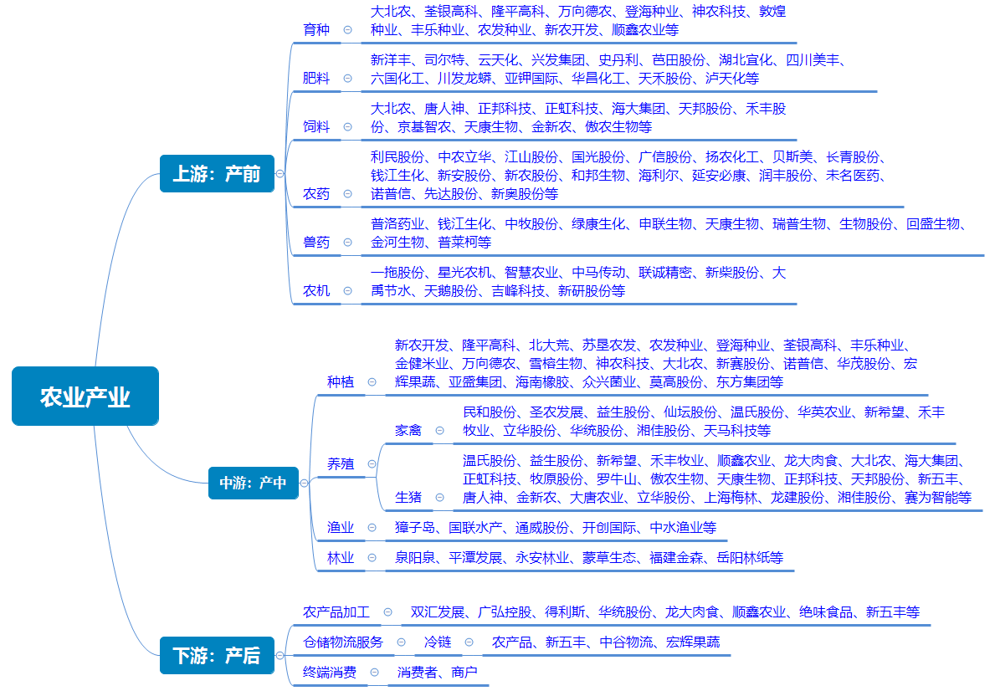 农业产业
上游：产前
育种
大北农、荃银高科、隆平高科、万向德农、登海种业、神农科技、敦煌
种业、丰乐种业、农发种业、新农开发、顺鑫农业等
肥料
新洋丰、司尔特、云天化、兴发集团、史丹利、芭田股份、湖北宜化、四川美丰、
六国化工、川发龙蟒、亚钾国际、华昌化工、天禾股份、泸天化等
饲料
大北农、唐人神、正邦科技、正虹科技、海大集团、天邦股份、禾丰股
份、京基智农、天康生物、金新农、傲农生物等
农药
利民股份、中农立华、江山股份、国光股份、广信股份、扬农化工、贝斯美、长青股份、
钱江生化、新安股份、新农股份、和邦生物、海利尔、延安必康、润丰股份、未名医药、
诺普信、先达股份、新奥股份等
兽药
普洛药业、钱江生化、中牧股份、绿康生化、申联生物、天康生物、瑞普生物、生物股份、回盛生物、
金河生物、普莱柯等
农机
一拖股份、星光农机、智慧农业、中马传动、联诚精密、新柴股份、大
禹节水、天鹅股份、吉峰科技、新研股份等
中游：产中
种植
新农开发、隆平高科、北大荒、苏垦农发、农发种业、登海种业、荃银高科、丰乐种业、
金健米业、万向德农、雪榕生物、神农科技、大北农、新赛股份、诺普信、华茂股份、宏
辉果蔬、亚盛集团、海南橡胶、众兴菌业、莫高股份、东方集团等
养殖
家禽
民和股份、圣农发展、益生股份、仙坛股份、温氏股份、华英农业、新希望、禾丰
牧业、立华股份、华统股份、湘佳股份、天马科技等
生猪
温氏股份、益生股份、新希望、禾丰牧业、顺鑫农业、龙大肉食、大北农、海大集团、
正虹科技、牧原股份、罗牛山、傲农生物、天康生物、正邦科技、天邦股份、新五丰、
唐人神、金新农、大唐农业、立华股份、上海梅林、龙建股份、湘佳股份、赛为智能等
渔业
獐子岛、国联水产、通威股份、开创国际、中水渔业等
林业
泉阳泉、平潭发展、永安林业、蒙草生态、福建金森、岳阳林纸等
下游：产后
农产品加工
双汇发展、广弘控股、得利斯、华统股份、龙大肉食、顺鑫农业、绝味食品、新五丰等
仓储物流服务
冷链
农产品、新五丰、中谷物流、宏辉果蔬
终端消费
消费者、商户